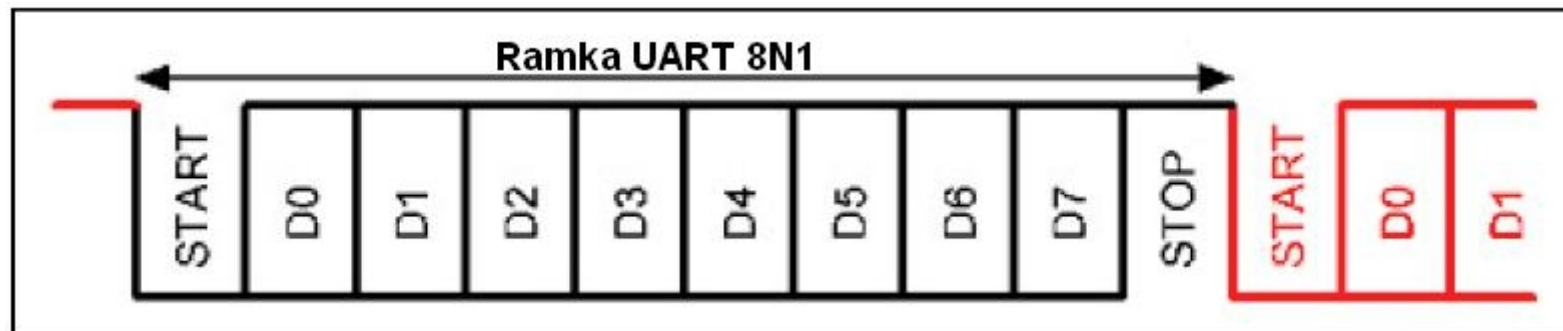 Ramka UART 8N1
START D0 D1 D2 D3 D4 D5 D6 D7 STOP START D0 D1